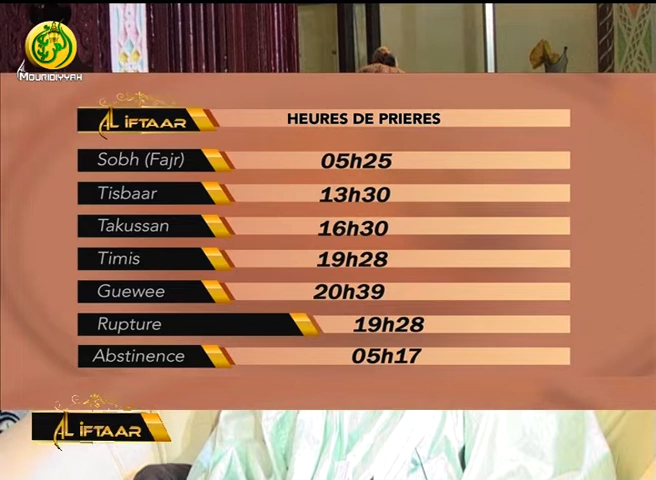 AL MOURIDIYYAH
AL IFTAAR HEURES DE PRIERES
Sobh (Fajr) 05h25
Tisbaar 13h30
Takussan 16h30
Timis 19h28
Guewee 20h39
Rupture 19h28
Abstinence 05h17
AL IFTAAR